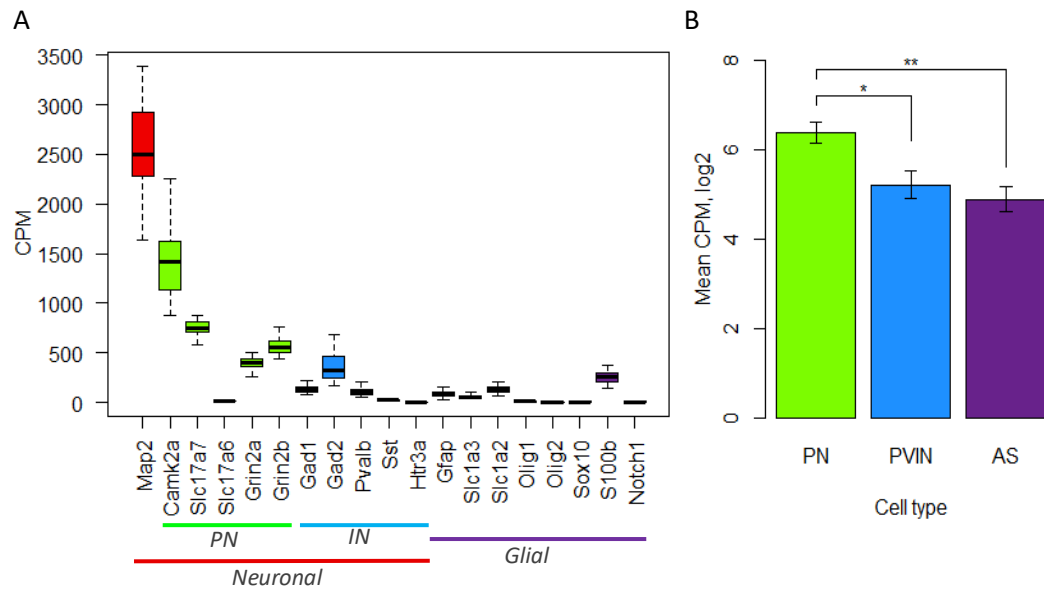 A
CPM
3500
3000
2500
2000
1500
1000
500
0
Map2
Camk2a
Slc17a7
Slc17a6
Grin2a
Grin2b
Gad1
Gad2
Pvalb
Sst
Htr3a
Gfap
Slc1a3
Slc1a2
Olig1
Olig2
Sox10
S100b
Notch1
PN
IN
Glial
Neuronal
B
Mean CPM, log2
8
6
4
2
0
**
*
PN
PVIN
AS
Cell type